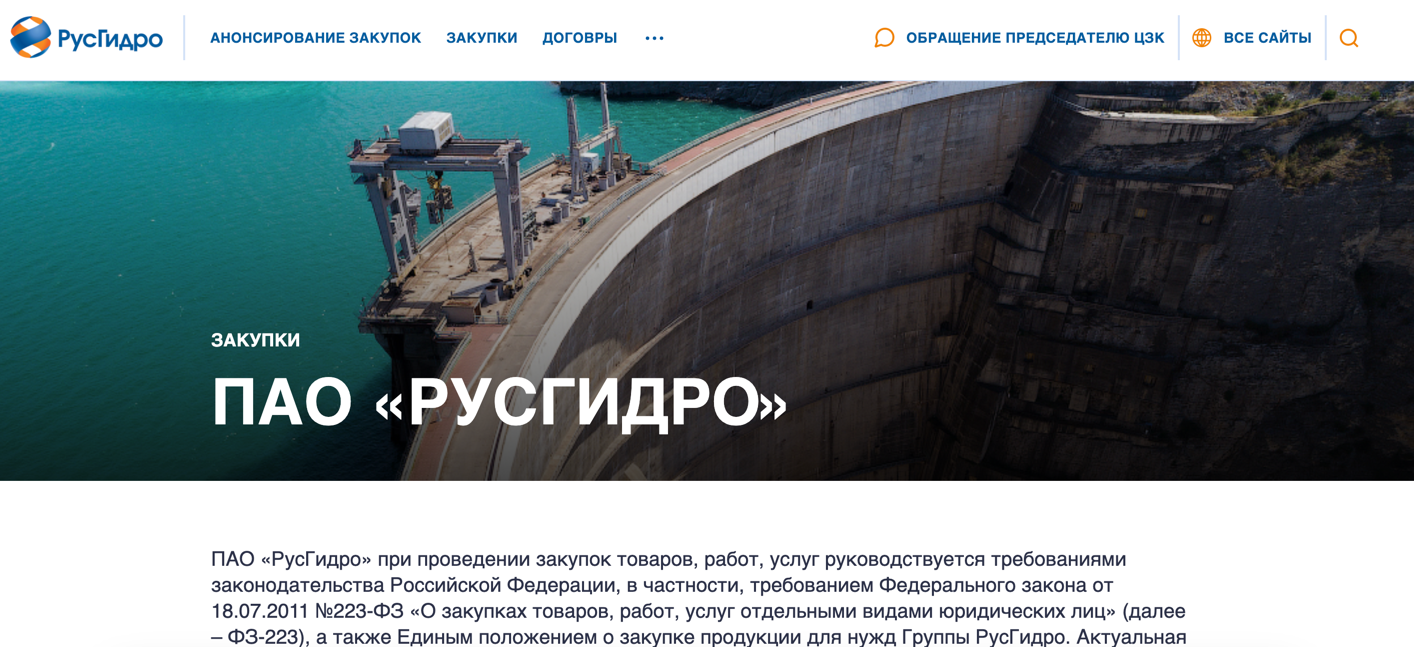 РусГидро
АНОНСИРОВАНИЕ ЗАКУПОК ЗАКУПКИ ДОГОВРЫ ... ОБРАЩЕНИЕ ПРЕДСЕДАТЕЛЮ ЦЗК ВСЕ САЙТЫ
ЗАКУПКИ
ПАО «РУСГИДРО»
ПАО «РусГидро» при проведении закупок товаров, работ, услуг руководствуется требованиями
законодательства Российской Федерации, в частности, требованием Федерального закона от
18.07.2011 №223-ФЗ «О закупках товаров, работ, услуг отдельными видами юридических лиц» (далее
– ФЗ-223), а также Единым положением о закупке продукции для нужд Группы РусГидро. Актуальная